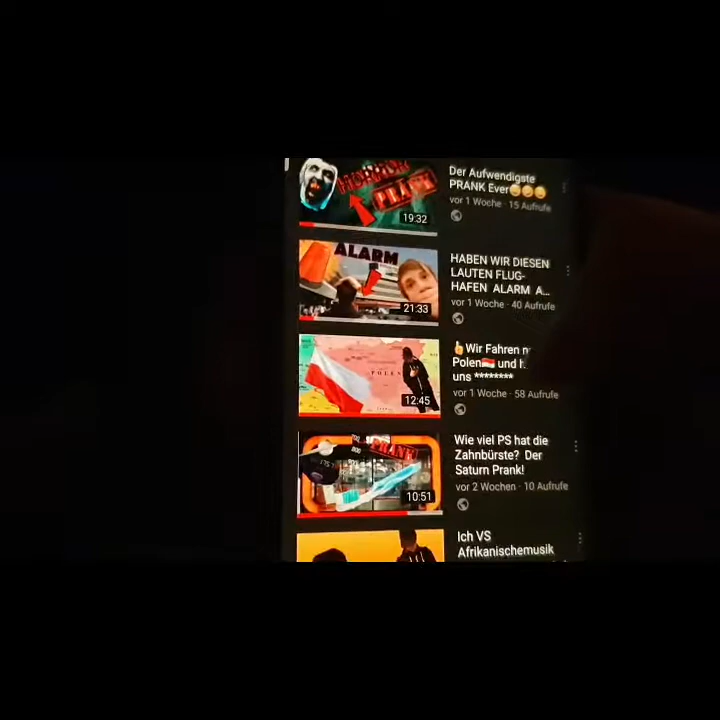 HORROR
PLACE
19:32
Der Aufwendigste
PRANK Ever😂😂😂
vor 1 Woche · 15 Aufrufe
ALARM
21:33
HABEN WIR DIESEN
LAUTEN FLUG-
HAFEN ALARM A...
vor 1 Woche · 40 Aufrufe
POLEN
12:45
Wir Fahren n
Polen und h
uns ********
vor 1 Woche · 58 Aufrufe
PRANK
10:51
Wie viel PS hat die
Zahnbürste? Der
Saturn Prank!
vor 2 Wochen · 10 Aufrufe
Ich VS
Afrikanischemusik